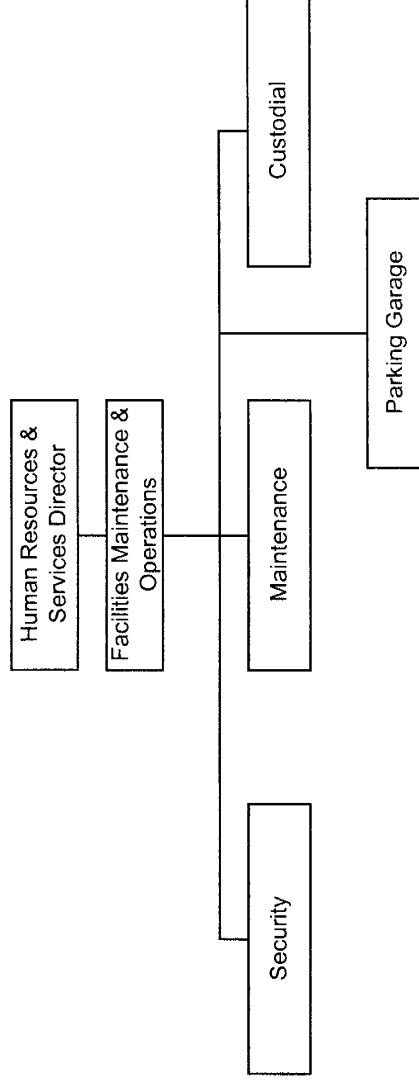 Human Resources &
Services Director
Facilities Maintenance &
Operations
Security
Maintenance
Custodial
Parking Garage